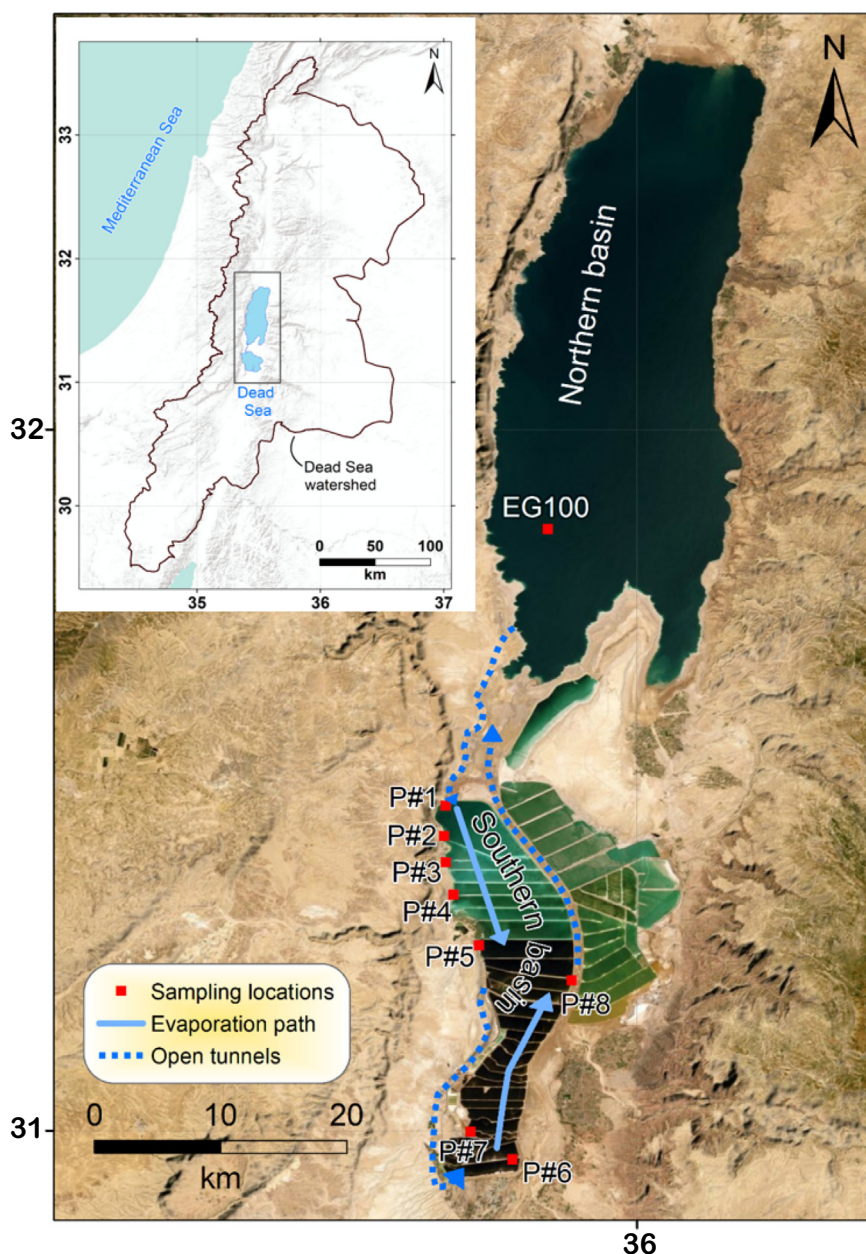 N
33
32
31
30
35
36
37
Mediterranean Sea
Dead
Sea
Dead Sea
watershed
0 50 100
km
N
Northern basin
32
EG100
P#1
P#2
P#3
P#4
P#5
Southern
basin
P#8
Sampling locations
Evaporation path
Open tunnels
0 10 20
km
31
P#7
P#6
36